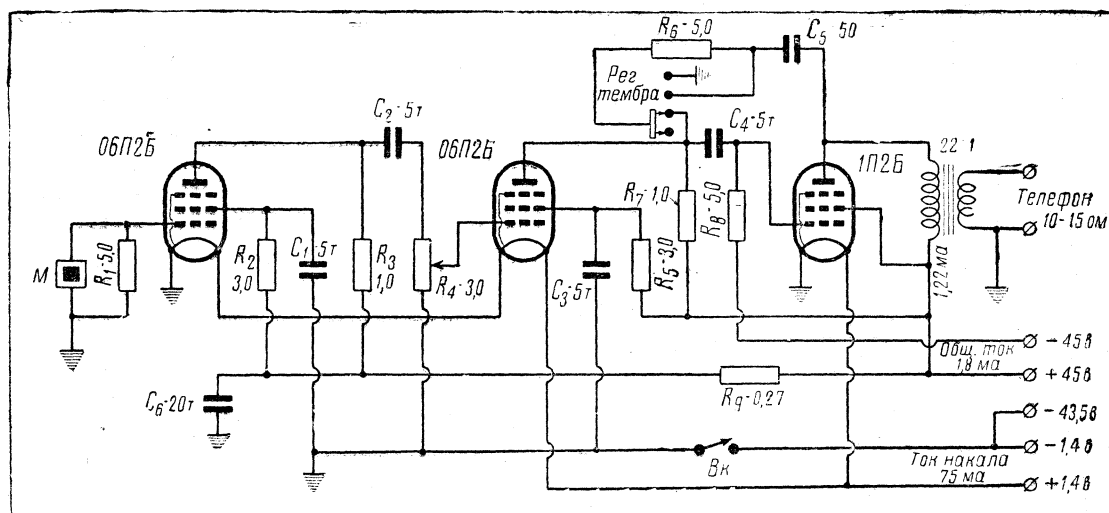 R₆-5,0
C₅ 50
Рег
тембра
C₂-5т
C₄-5т
06П2Б
06П2Б
1П2Б
22:1
Телефон
10-15 ом
М
R₁-5,0
R₂
3,0
C₁-5т
R₃
1,0
R₄-3,0
C₃-5т
R₅-3,0
R₇-1,0
R₈-5,0
1,22 ма
- 45в
Общ. ток
1,8 ма
+ 45в
C₆-20т
R₉-0,27
- 43,5в
- 1,4в
Вк
Ток накала
75 ма
+1,4в